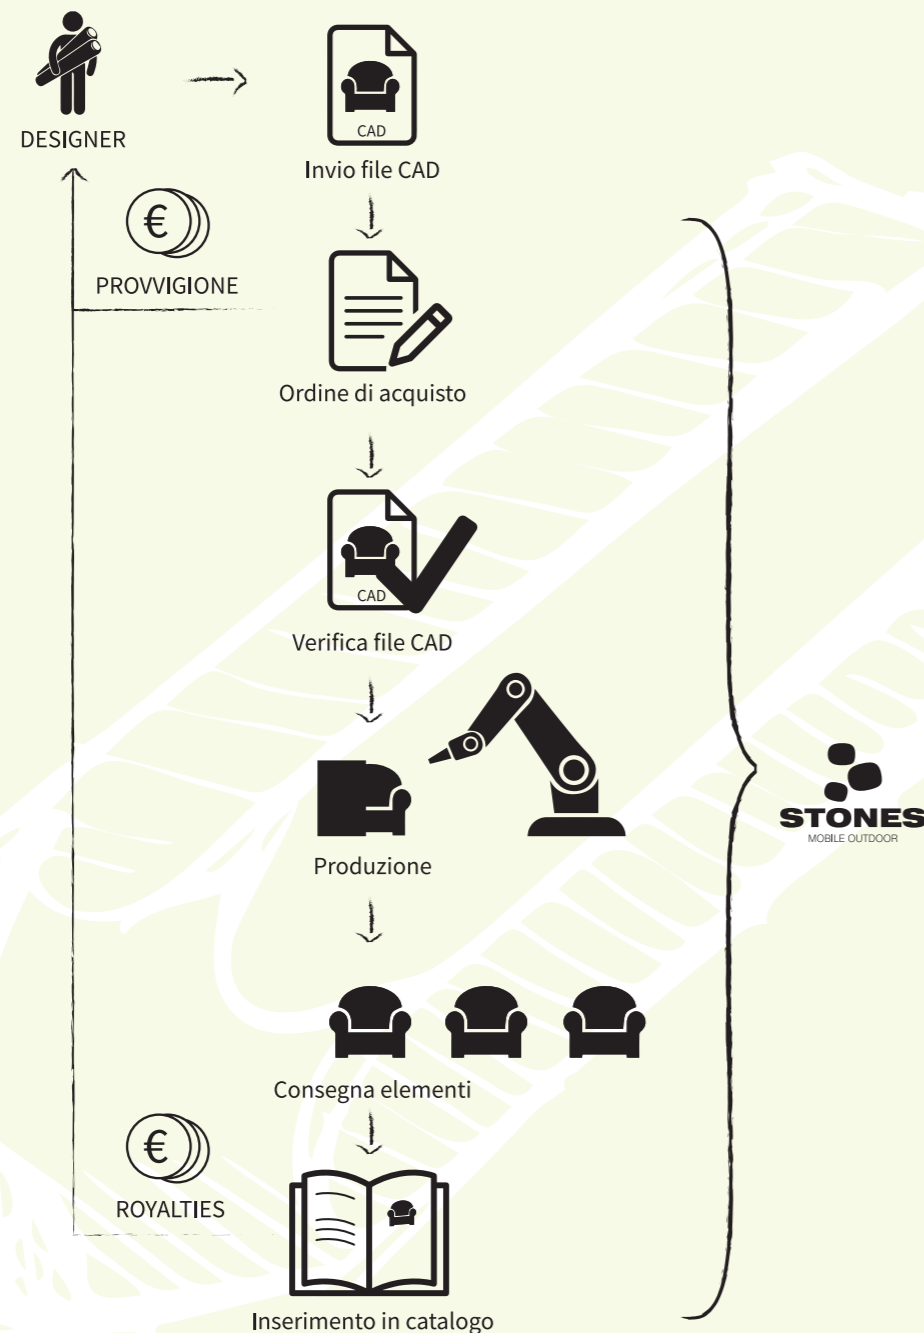 DESIGNER
CAD
Invio file CAD
€
PROVVIGIONE
Ordine di acquisto
CAD
Verifica file CAD
Produzione
STONES
MOBILE OUTDOOR
Consegna elementi
€
ROYALTIES
Inserimento in catalogo